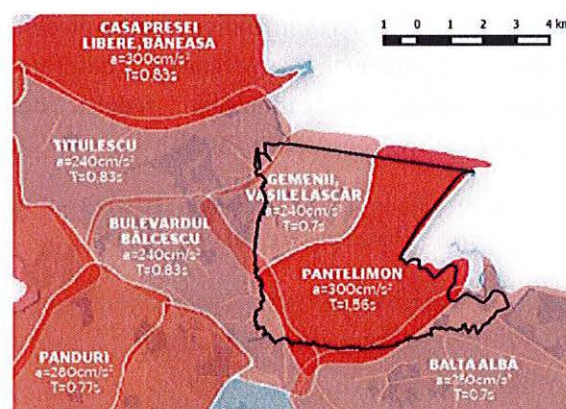 CASA PRESEI
LIBERE, BĂNEASA
a=300cm/s²
T=0.83s
1 0 1 2 3 4 km
TITULESCU
a=240cm/s²
T=0.83s
GEMENII,
VASILE LASCĂR
a=240cm/s²
T=0.7s
BULEVARDUL
BĂLCESCU
a=240cm/s²
T=0.83s
PANTELIMON
a=300cm/s²
T=1.56s
PANDURI
a=280cm/s²
T=0.77s
BALTA ALBĂ
a=280cm/s²
T=0.7s